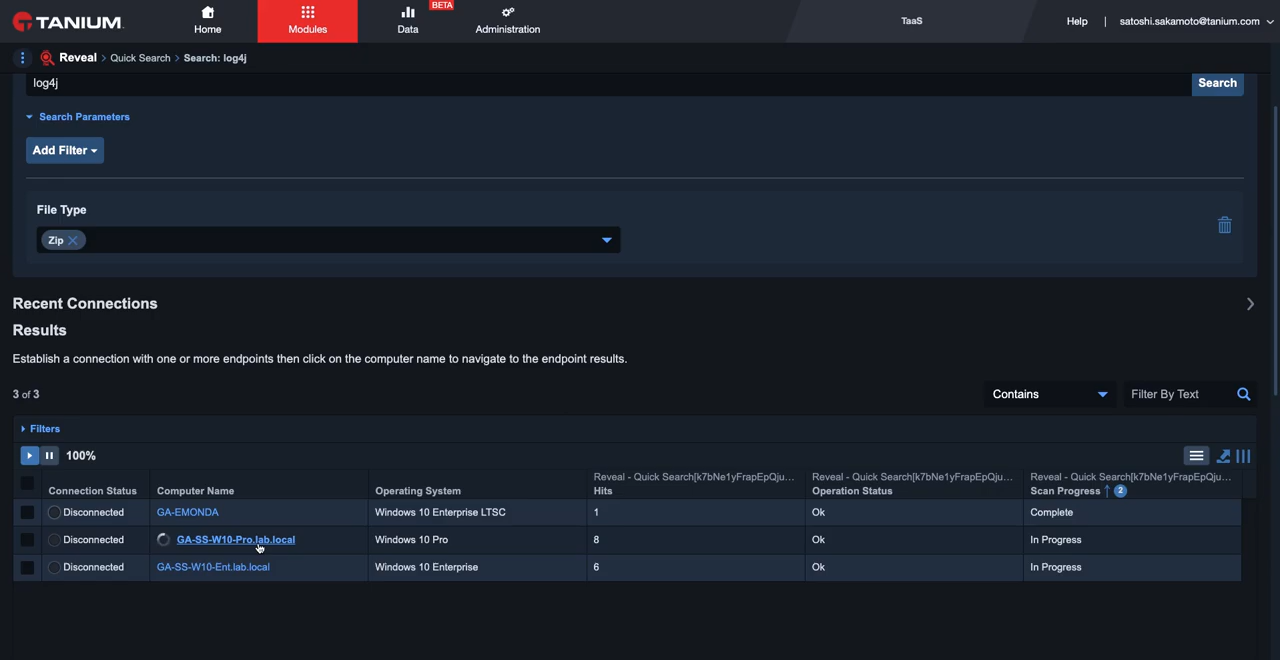 TANIUM.
Home
Modules
Data
BETA
Administration
TaaS
Help | satoshi.sakamoto@tanium.com
Reveal > Quick Search > Search: log4j
log4j
Search
Search Parameters
Add Filter
File Type
Zip
Recent Connections
Results
Establish a connection with one or more endpoints then click on the computer name to navigate to the endpoint results.
3 of 3
Contains
Filter By Text
Filters
100%
Reveal - Quick Search[k7bNe1yFrapEpQju... Reveal - Quick Search[k7bNe1yFrapEpQju... Reveal - Quick Search[k7bNe1yFrapEpQju...
Connection Status Computer Name Operating System Hits Operation Status Scan Progress 2
Disconnected GA-EMONDA Windows 10 Enterprise LTSC 1 Ok Complete
Disconnected GA-SS-W10-Pro.lab.local Windows 10 Pro 8 Ok In Progress
Disconnected GA-SS-W10-Ent.lab.local Windows 10 Enterprise 6 Ok In Progress